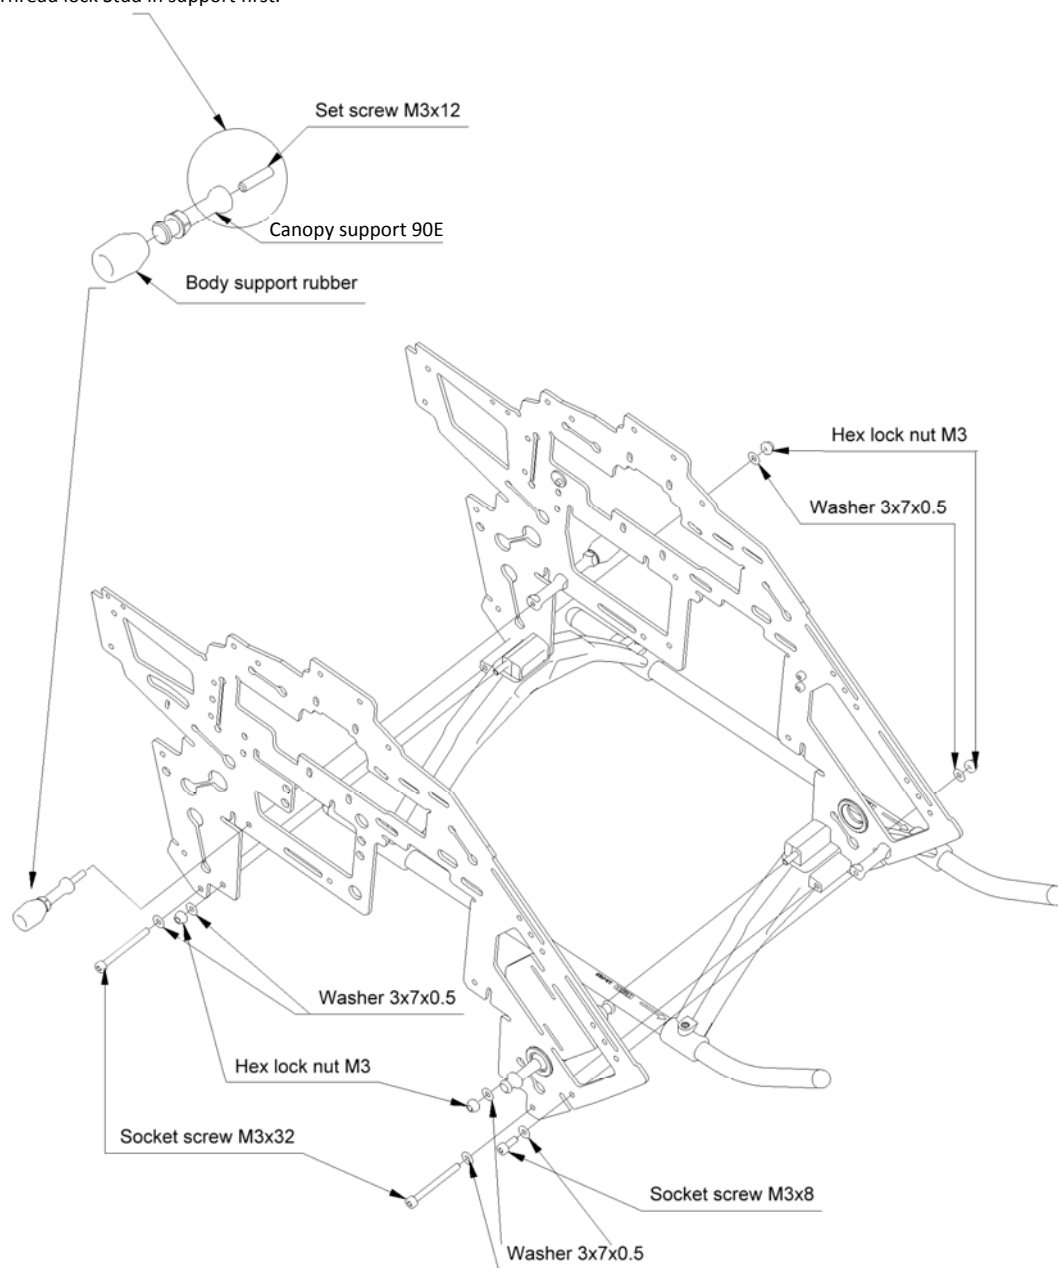 Thread lock Stud in support first.
Set screw M3x12
Canopy support 90E
Body support rubber
Hex lock nut M3
Washer 3x7x0.5
Washer 3x7x0.5
Hex lock nut M3
Socket screw M3x32
Socket screw M3x8
Washer 3x7x0.5